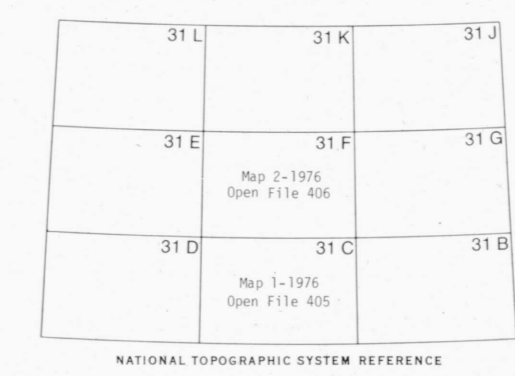 31 L
31 K
31 J
31 E
31 F
31 G
Map 2-1976
Open File 406
31 D
31 C
31 B
Map 1-1976
Open File 405
NATIONAL TOPOGRAPHIC SYSTEM REFERENCE